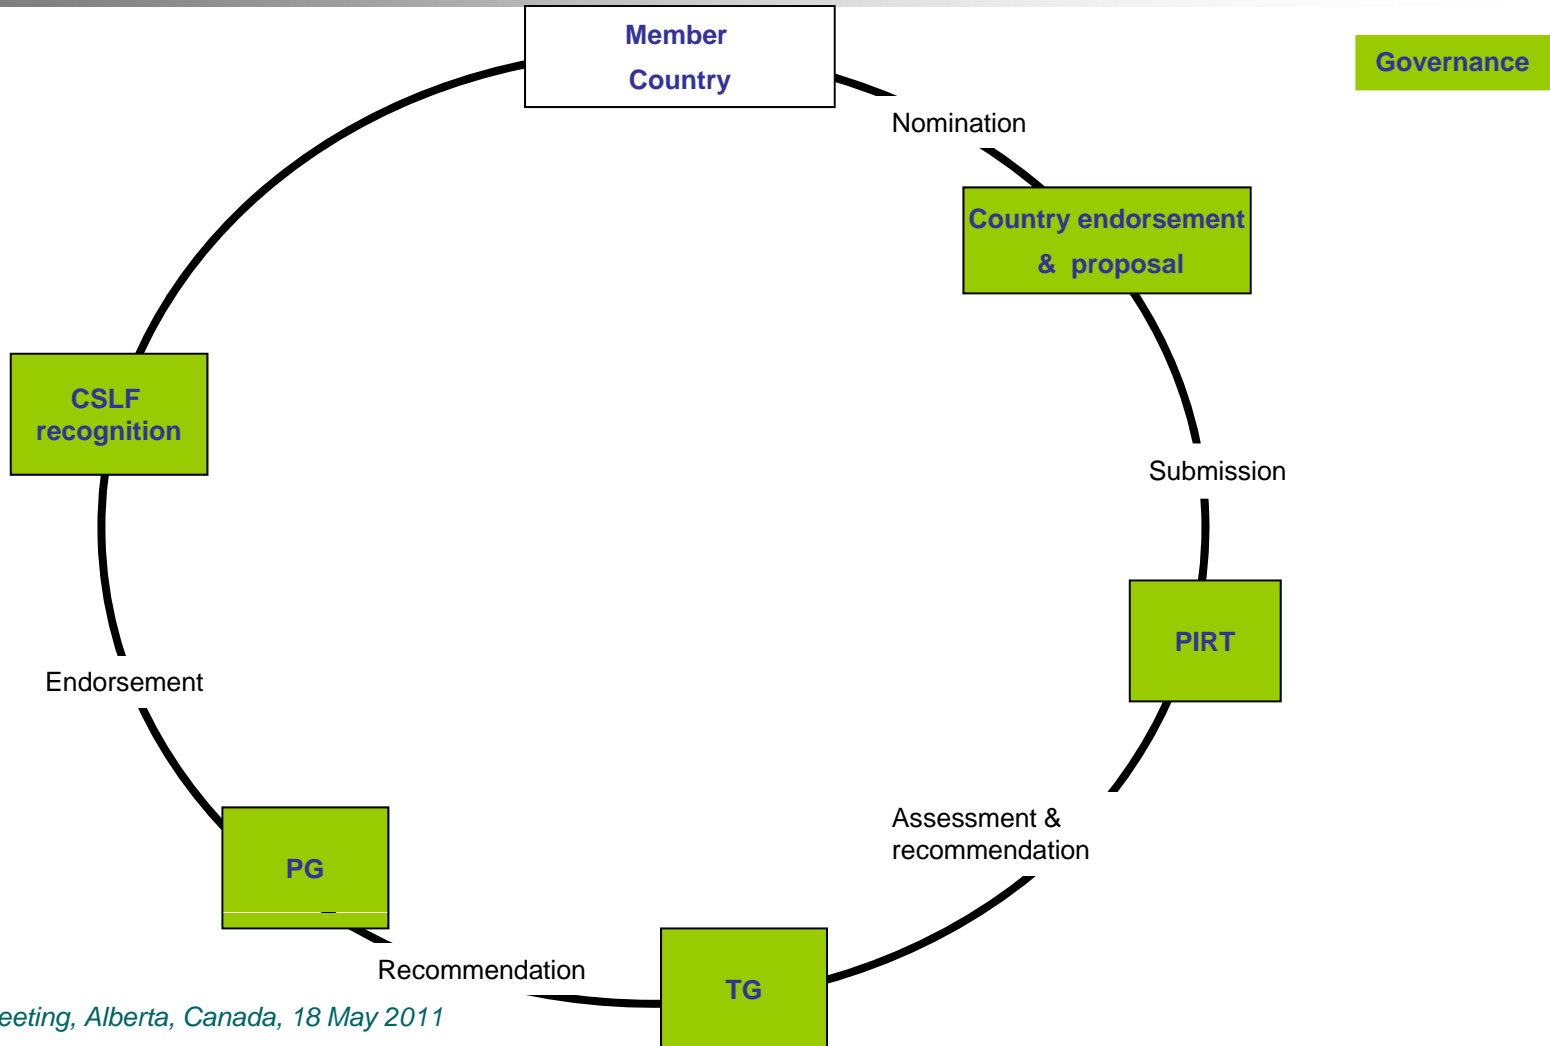 Member
Country
Governance
Nomination
Country endorsement
& proposal
CSLF
recognition
Submission
PIRT
Endorsement
Assessment &
recommendation
PG
Recommendation
TG
eeting, Alberta, Canada, 18 May 2011